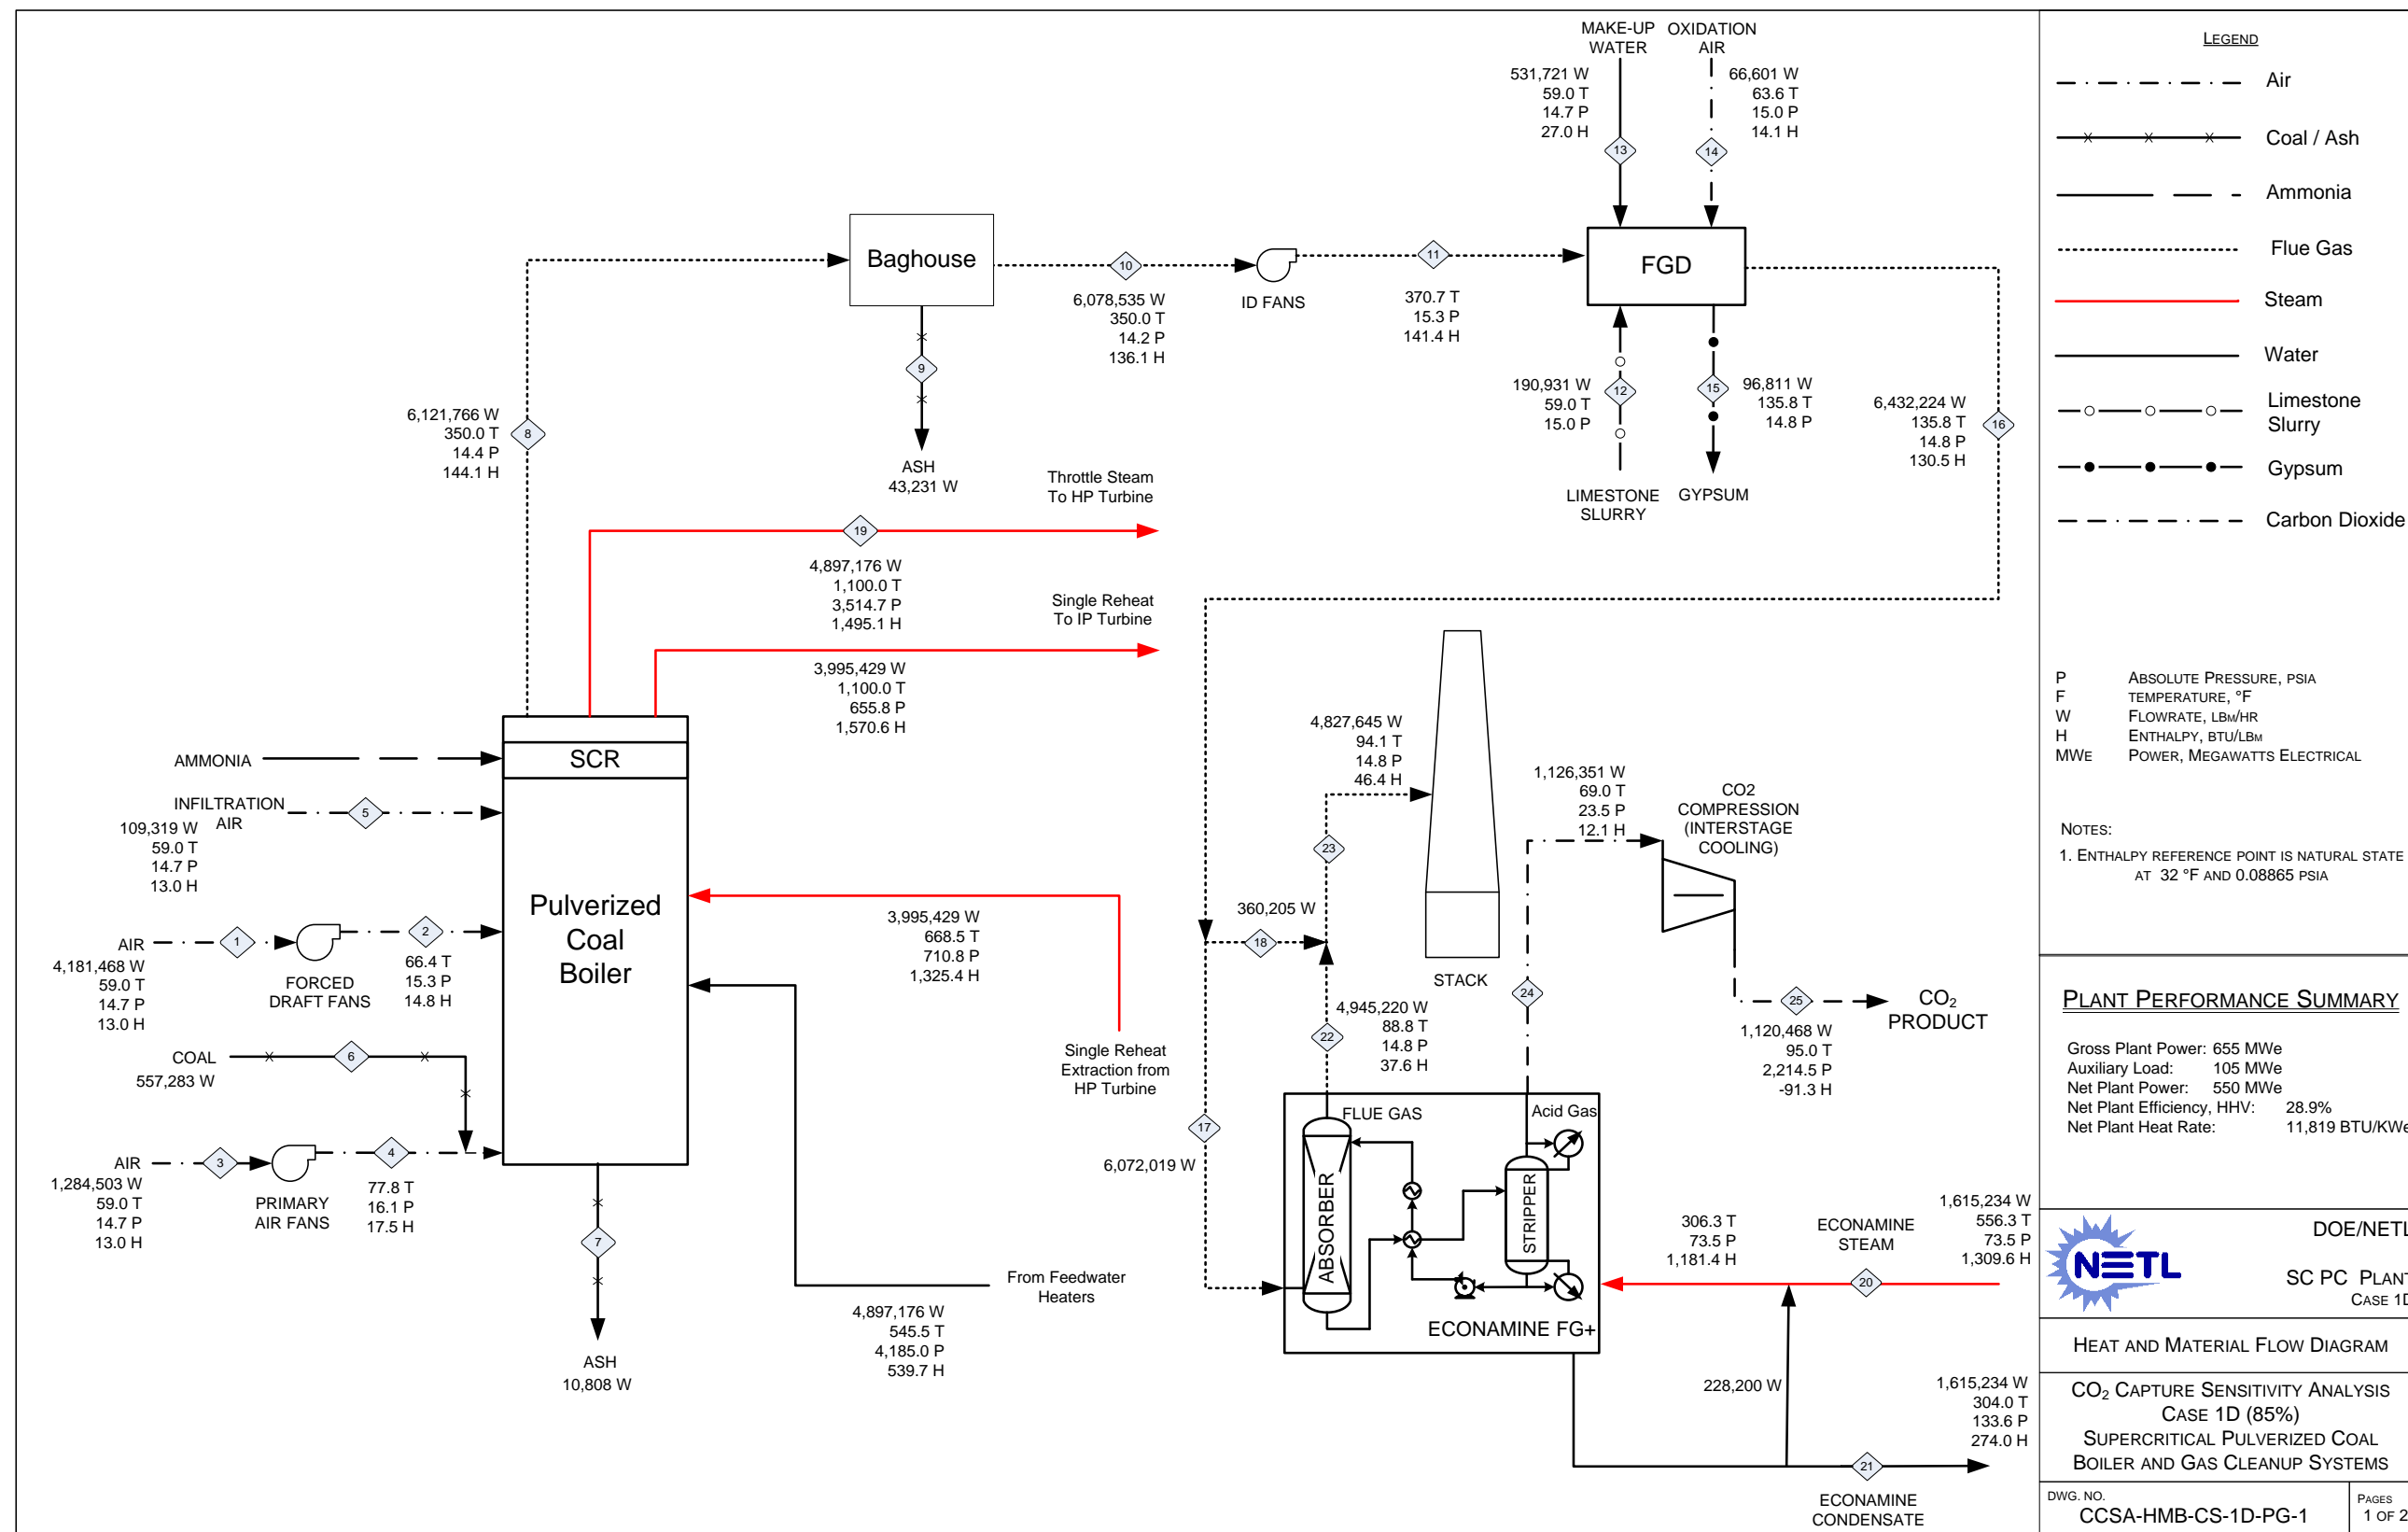 MAKE-UP
WATER
OXIDATION
AIR
531,721 W
59.0 T
14.7 P
27.0 H
66,601 W
63.6 T
15.0 P
14.1 H
13
14
Baghouse
10
6,078,535 W
350.0 T
14.2 P
136.1 H
ID FANS
11
370.7 T
15.3 P
141.4 H
FGD
9
ASH
43,231 W
190,931 W
59.0 T
15.0 P
12
LIMESTONE
SLURRY
15
96,811 W
135.8 T
14.8 P
GYPSUM
6,432,224 W
135.8 T
14.8 P
130.5 H
16
6,121,766 W
350.0 T
14.4 P
144.1 H
8
Throttle Steam
To HP Turbine
19
4,897,176 W
1,100.0 T
3,514.7 P
1,495.1 H
Single Reheat
To IP Turbine
3,995,429 W
1,100.0 T
655.8 P
1,570.6 H
SCR
Pulverized
Coal
Boiler
AMMONIA
INFILTRATION
AIR
5
109,319 W
59.0 T
14.7 P
13.0 H
AIR
1
4,181,468 W
59.0 T
14.7 P
13.0 H
FORCED
DRAFT FANS
2
66.4 T
15.3 P
14.8 H
COAL
6
557,283 W
AIR
3
1,284,503 W
59.0 T
14.7 P
13.0 H
PRIMARY
AIR FANS
4
77.8 T
16.1 P
17.5 H
7
ASH
10,808 W
3,995,429 W
668.5 T
710.8 P
1,325.4 H
Single Reheat
Extraction from
HP Turbine
From Feedwater
Heaters
4,897,176 W
545.5 T
4,185.0 P
539.7 H
4,827,645 W
94.1 T
14.8 P
46.4 H
23
360,205 W
18
STACK
4,945,220 W
88.8 T
14.8 P
37.6 H
22
17
6,072,019 W
1,126,351 W
69.0 T
23.5 P
12.1 H
CO2
COMPRESSION
(INTERSTAGE
COOLING)
24
25
CO₂
PRODUCT
1,120,468 W
95.0 T
2,214.5 P
-91.3 H
FLUE GAS
Acid Gas
ABSORBER
STRIPPER
ECONAMINE FG+
306.3 T
73.5 P
1,181.4 H
ECONAMINE
STEAM
1,615,234 W
556.3 T
73.5 P
1,309.6 H
20
228,200 W
1,615,234 W
304.0 T
133.6 P
274.0 H
21
ECONAMINE
CONDENSATE
LEGEND
Air
Coal / Ash
Ammonia
Flue Gas
Steam
Water
Limestone
Slurry
Gypsum
Carbon Dioxide
P ABSOLUTE PRESSURE, PSIA
F TEMPERATURE, °F
W FLOWRATE, LBM/HR
H ENTHALPY, BTU/LBM
MWE POWER, MEGAWATTS ELECTRICAL
NOTES:
1. ENTHALPY REFERENCE POINT IS NATURAL STATE
AT 32 °F AND 0.08865 PSIA
PLANT PERFORMANCE SUMMARY
Gross Plant Power: 655 MWe
Auxiliary Load: 105 MWe
Net Plant Power: 550 MWe
Net Plant Efficiency, HHV: 28.9%
Net Plant Heat Rate: 11,819 BTU/KWe
NETL
DOE/NETL
SC PC PLANT
CASE 1D
HEAT AND MATERIAL FLOW DIAGRAM
CO₂ CAPTURE SENSITIVITY ANALYSIS
CASE 1D (85%)
SUPERCRITICAL PULVERIZED COAL
BOILER AND GAS CLEANUP SYSTEMS
DWG. NO.
CCSA-HMB-CS-1D-PG-1
PAGES
1 OF 2